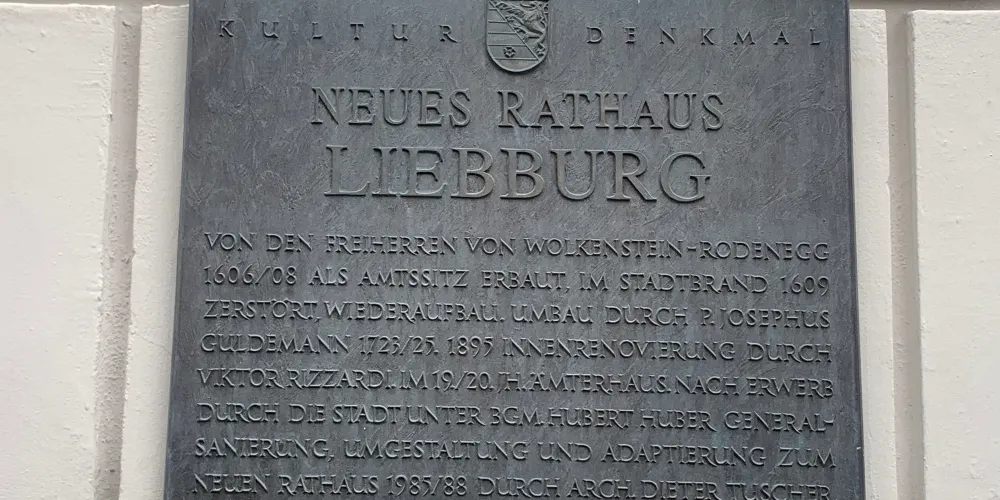 KULTUR DENKMAL
NEUES RATHAUS
LIEBBURG
VON DEN FREIHERREN VON WOLKENSTEIN-RODENEGG
1606/08 ALS AMTSSITZ ERBAUT, IM STADTBRAND 1609
ZERSTÖRT, WIEDERAUFBAU. UMBAU DURCH P. JOSEPHUS
GULDEMANN 1723/25. 1895 INNENRENOVIERUNG DURCH
VIKTOR RIZZARDI. IM 19./20. JH. ÄMTERHAUS. NACH ERWERB
DURCH DIE STADT UNTER BGM. HUBERT HUBER GENERAL-
SANIERUNG, UMGESTALTUNG UND ADAPTIERUNG ZUM
NEUEN RATHAUS 1985/88 DURCH ARCH. DIETER TUSCHER